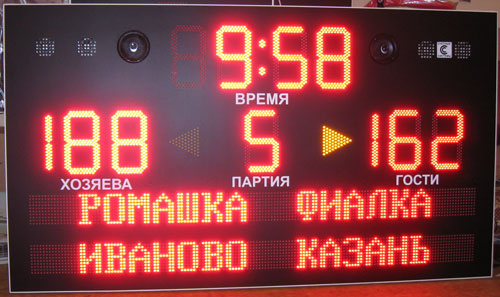 9:58
ВРЕМЯ
188 5 162
ХОЗЯЕВА ПАРТИЯ ГОСТИ
РОМАШКА ФИАЛКА
ИВАНОВО КАЗАНЬ